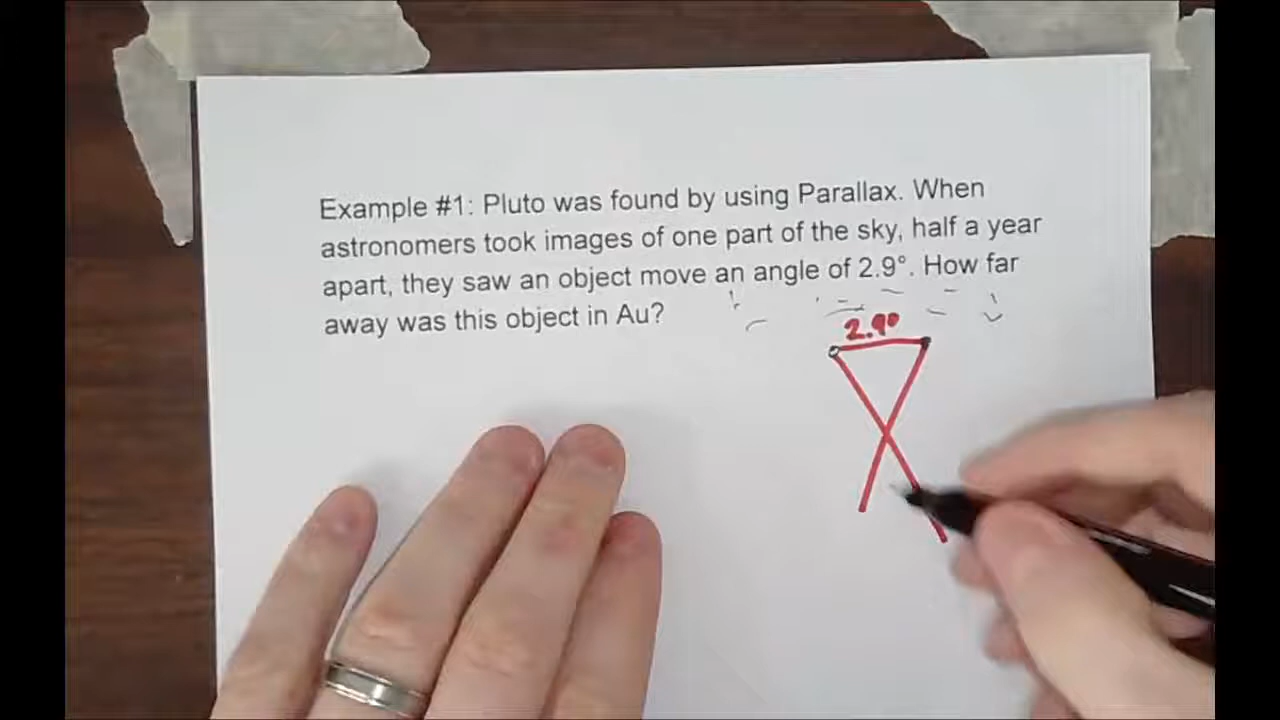 Example #1: Pluto was found by using Parallax. When
astronomers took images of one part of the sky, half a year
apart, they saw an object move an angle of 2.9°. How far
away was this object in Au?
2.9°